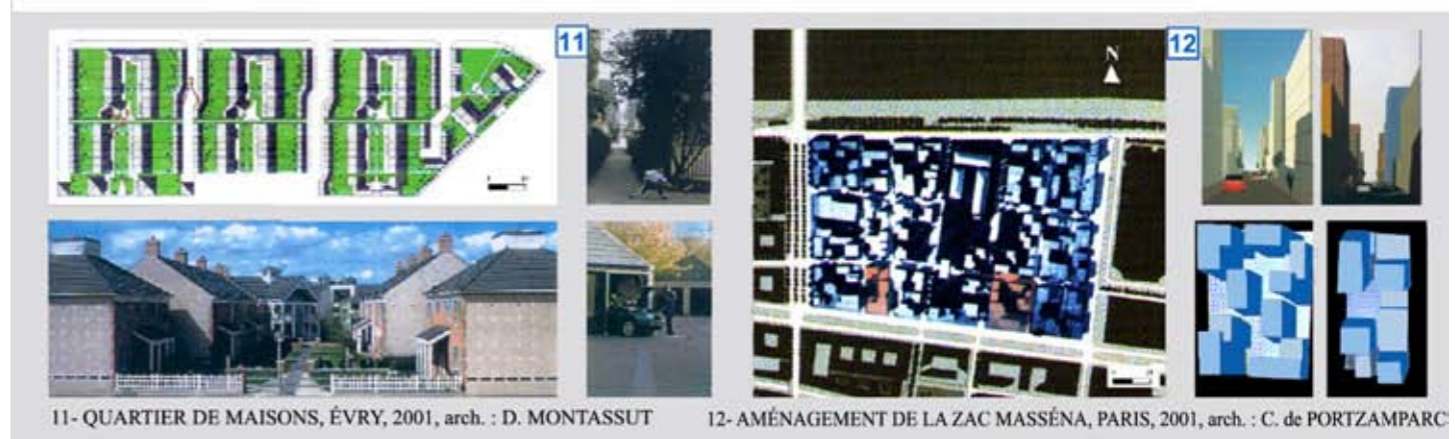 11
12
N
11- QUARTIER DE MAISONS, ÉVRY, 2001, arch. : D. MONTASSUT
12- AMÉNAGEMENT DE LA ZAC MASSÉNA, PARIS, 2001, arch. : C. de PORTZAMPARC